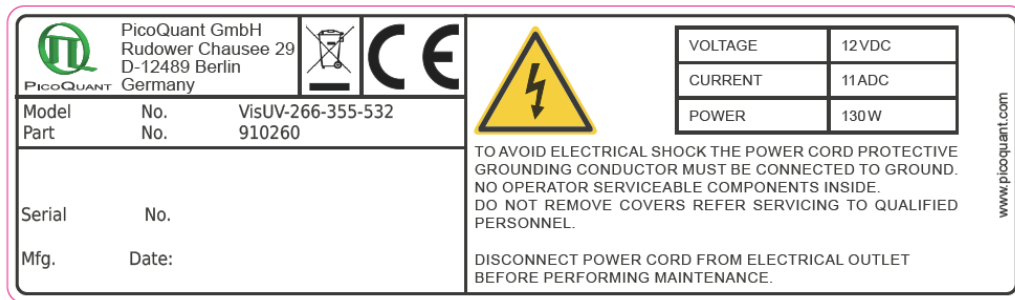 PicoQuant GmbH
Rudower Chausee 29
D-12489 Berlin
Germany
PICOQUANT
Model No. VisUV-266-355-532
Part No. 910260
Serial No.
Mfg. Date:
VOLTAGE 12VDC
CURRENT 11ADC
POWER 130W
TO AVOID ELECTRICAL SHOCK THE POWER CORD PROTECTIVE
GROUNDING CONDUCTOR MUST BE CONNECTED TO GROUND.
NO OPERATOR SERVICEABLE COMPONENTS INSIDE.
DO NOT REMOVE COVERS REFER SERVICING TO QUALIFIED
PERSONNEL.
DISCONNECT POWER CORD FROM ELECTRICAL OUTLET
BEFORE PERFORMING MAINTENANCE.
www.picoquant.com